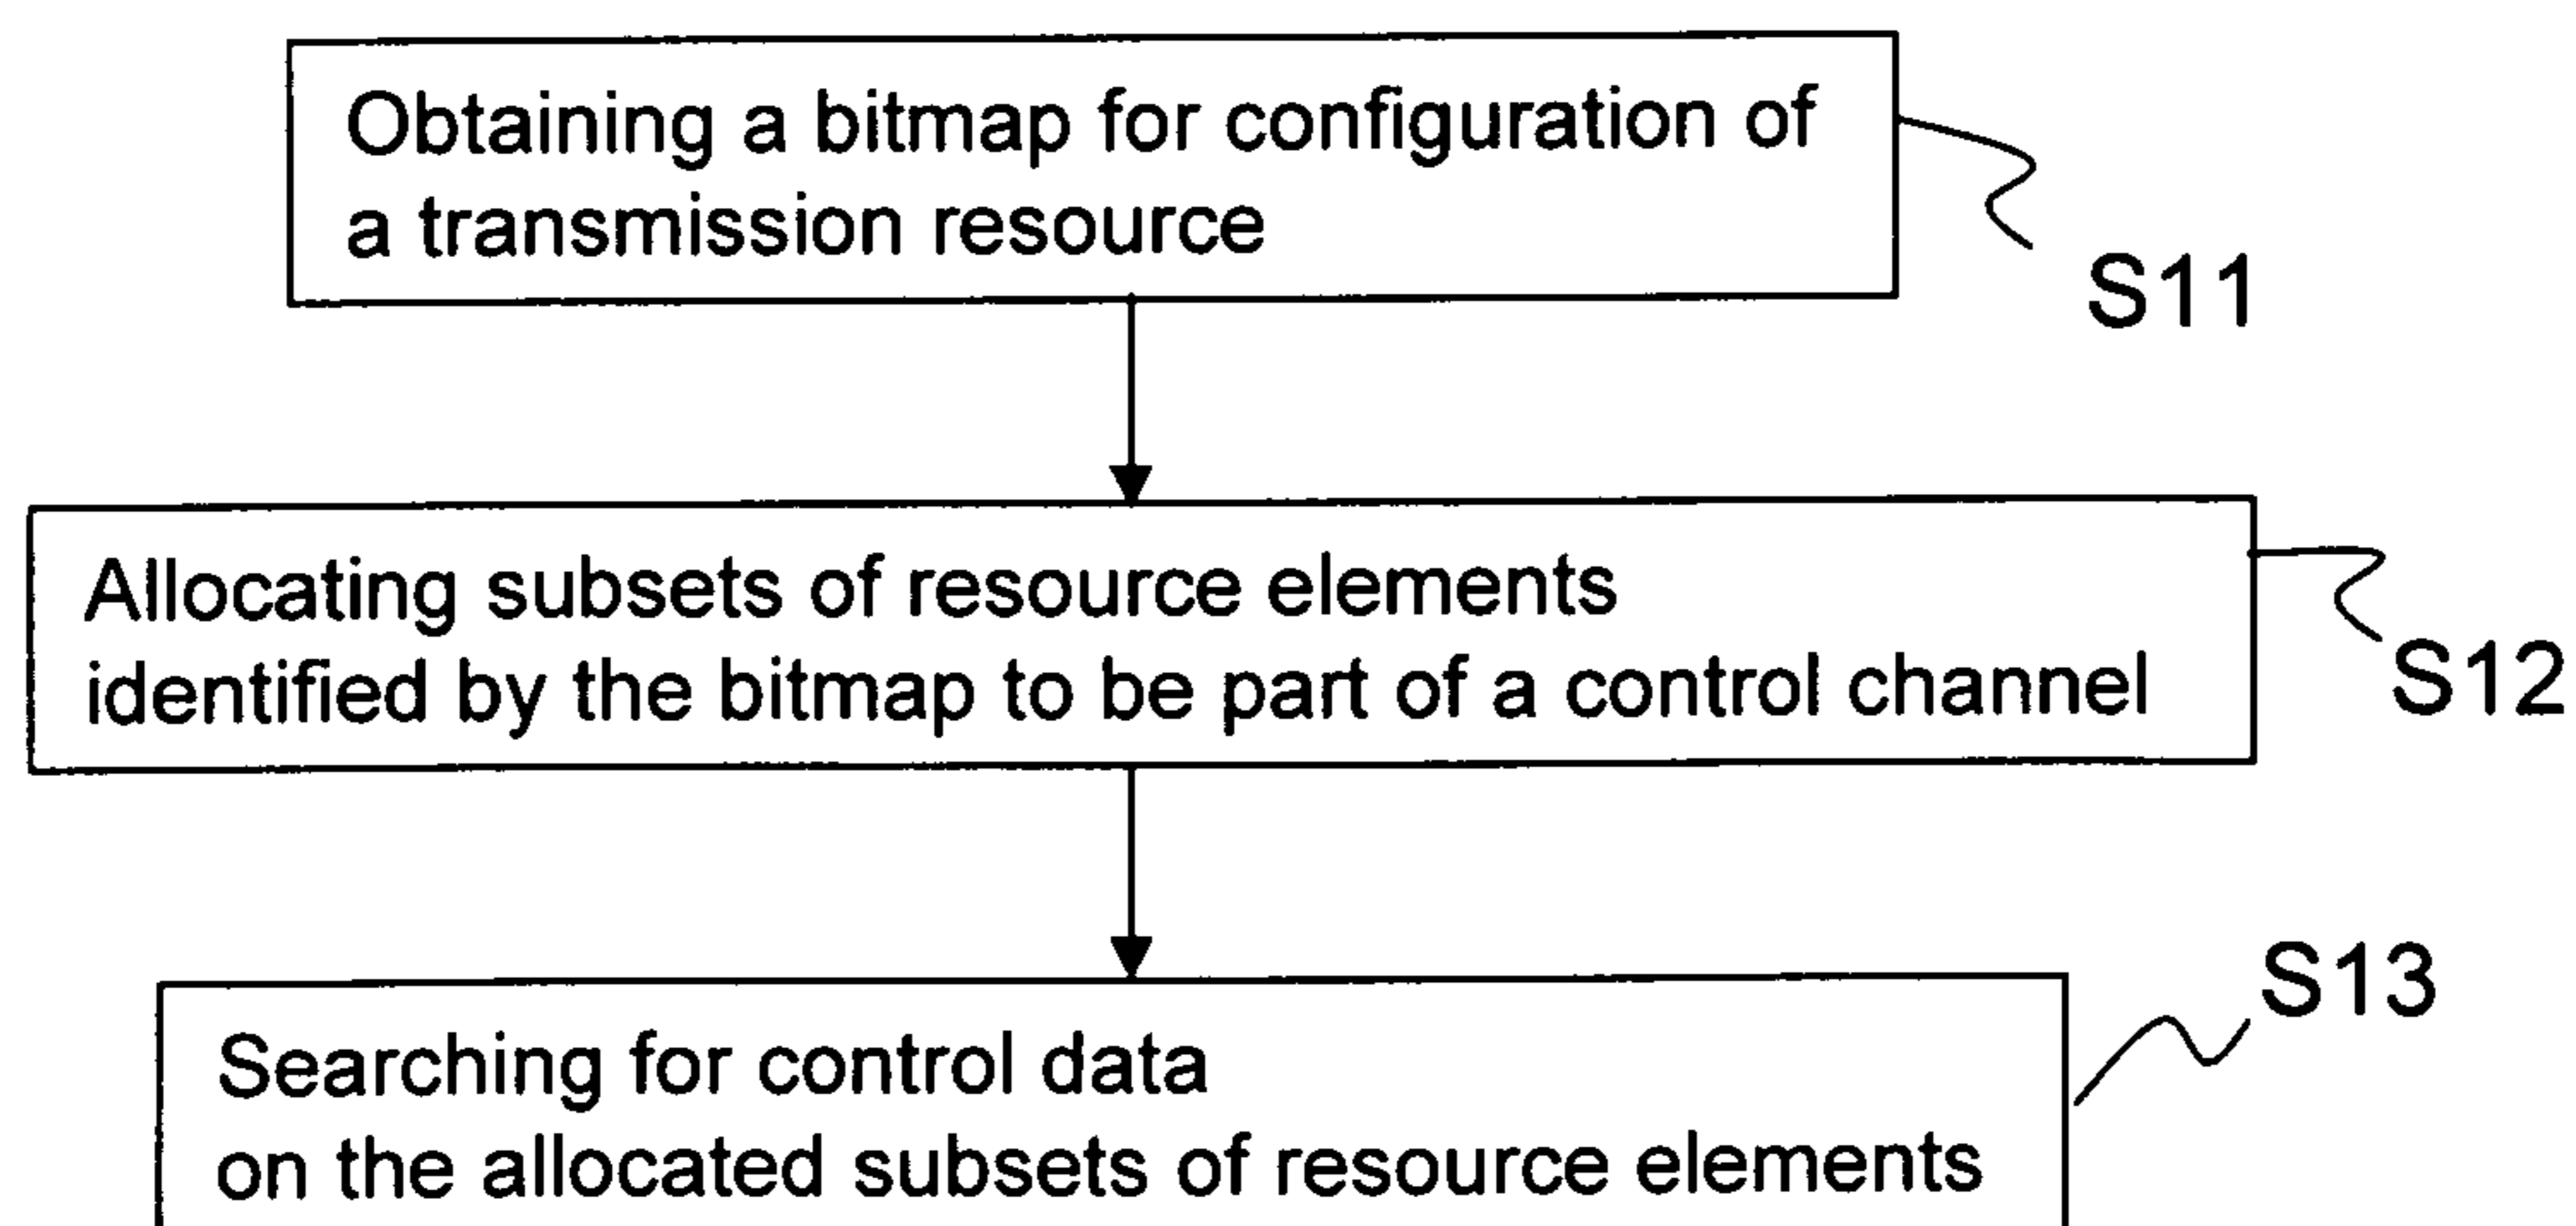 Obtaining a bitmap for configuration of
a transmission resource
S11
Allocating subsets of resource elements
identified by the bitmap to be part of a control channel
S12
S13
Searching for control data
on the allocated subsets of resource elements